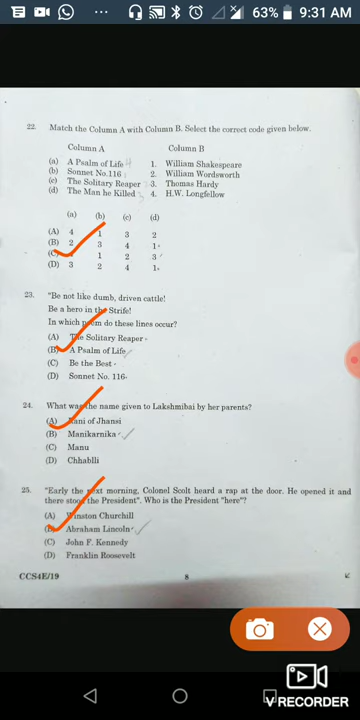 63% 9:31 AM
22. Match the Column A with Column B. Select the correct code given below.
Column A Column B
(a) A Psalm of Life 4 1. William Shakespeare
(b) Sonnet No.116 2. William Wordsworth
(c) The Solitary Reaper 3. Thomas Hardy
(d) The Man he Killed 4. H.W. Longfellow
(a) (b) (c) (d)
(A) 4 1 3 2
(B) 2 3 4 1
(C) 1 2 3
(D) 3 2 4 1
23. "Be not like dumb, driven cattle!
Be a hero in the Strife!
In which poem do these lines occur?
(A) The Solitary Reaper
(B) A Psalm of Life
(C) Be the Best
(D) Sonnet No. 116
24. What was the name given to Lakshmibai by her parents?
(A) Rani of Jhansi
(B) Manikarnika
(C) Manu
(D) Chhablli
25. "Early the next morning, Colonel Scolt heard a rap at the door. He opened it and
there stood the President". Who is the President "here"?
(A) Winston Churchill
(B) Abraham Lincoln
(C) John F. Kennedy
(D) Franklin Roosevelt
CCS4E/19 8
V RECORDER